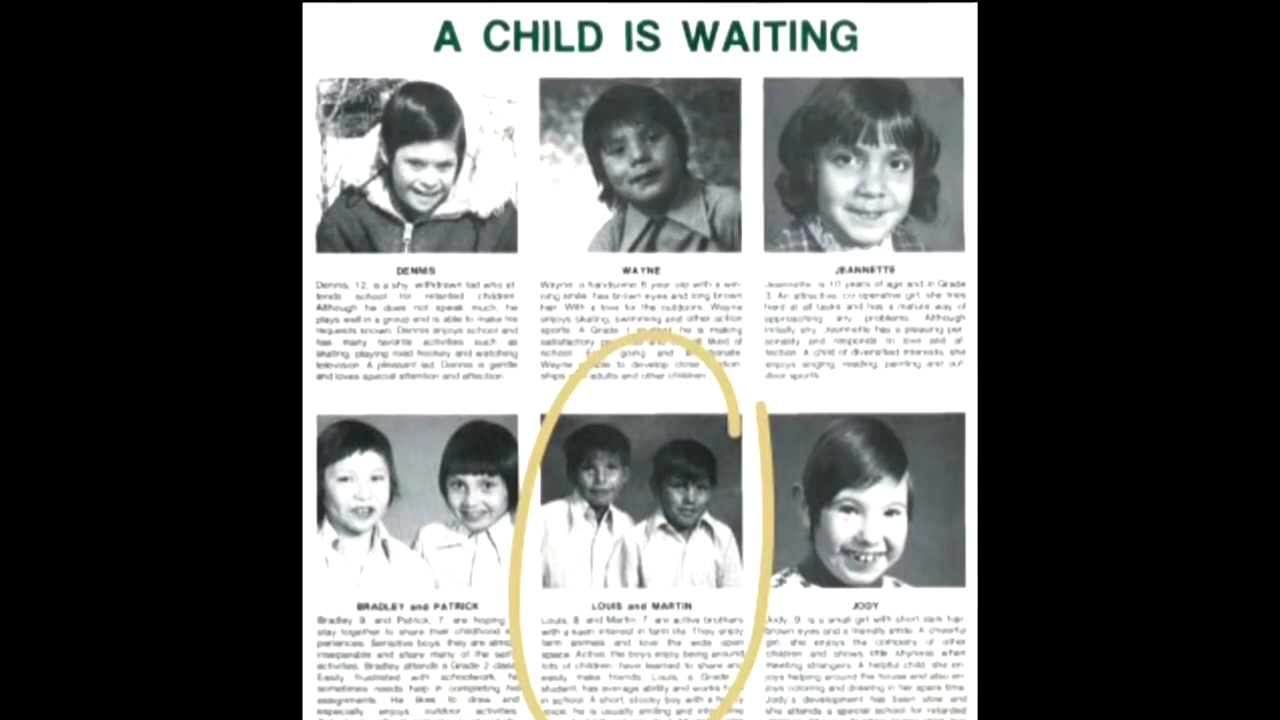 A CHILD IS WAITING
DENNIS
Dennis, 12, is a shy withdrawn lad who at-
tends school for retarded children.
Although he does not speak much, he
plays well in a group and is able to make his
requests known. Dennis enjoys school and
has many favorite activities such as
skating, playing road hockey and watching
television. A pleasant lad, Dennis is gentle
and loves special attention and affection.
WAYNE
Wayne, a handsome 6 year old with a win-
ning smile, has brown eyes and long brown
hair. With a love for the outdoors, Wayne
enjoys skating, swimming and other action
sports. A Grade 1 student, he is making
satisfactory and liked at
school. going and
Wayne to develop close
ships adults and other children.
JEANNETTE
Jeannette is 10 years of age and in Grade
3. An attractive, co-operative girl, she tries
hard at all tasks and has a mature way of
approaching any problems. Although
initially shy, Jeannette has a pleasing per-
sonality and responds to love and af-
fection. A child of diversified interests, she
enjoys singing, reading, painting and out-
door sports.
BRADLEY and PATRICK
Bradley, 9, and Patrick, 7, are hoping
stay together to share their childhood
periences. Sensitive boys, they are almost
inseparable and share many of the same
activities. Bradley attends a Grade 2 class.
Easily frustrated with schoolwork, he
sometimes needs help in completing his
assignments. He likes to draw and
especially enjoys outdoor activities.
LOUIS and MARTIN
Louis, 8, and Martin, 7, are active brothers
with a keen interest in farm life. They enjoy
farm animals and love the wide open
space. Active, the boys enjoy being around
lots of children, have learned to share and
easily make friends. Louis, a Grade
student, has average ability and works
in school. A short, stocky boy with a
voice, he is usually smiling and
JODY
Jody, 9, is a small girl with short dark hair,
brown eyes and a friendly smile. A cheerful
girl, she enjoys the company of other
children and shows little shyness when
meeting strangers. A helpful child, she en-
joys helping around the house and also en-
joys coloring and drawing in her spare time.
Jody's development has been slow and
she attends a special school for retarded